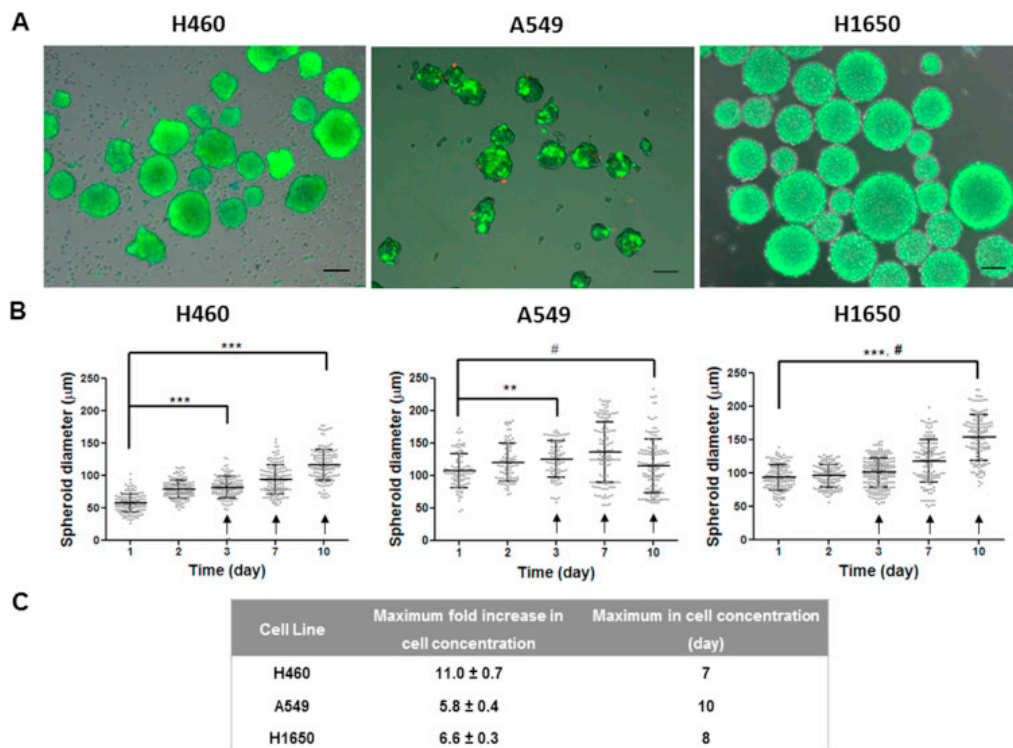 A
H460
A549
H1650
B
H460
A549
H1650
***
***
Spheroid diameter (μm)
250
200
150
100
50
0
1 2 3 7 10
Time (day)
#
**
Spheroid diameter (μm)
250
200
150
100
50
0
1 2 3 7 10
Time (day)
***, #
Spheroid diameter (μm)
250
200
150
100
50
0
1 2 3 7 10
Time (day)
C
Cell Line Maximum fold increase in cell concentration Maximum in cell concentration (day)
H460 11.0 ± 0.7 7
A549 5.8 ± 0.4 10
H1650 6.6 ± 0.3 8